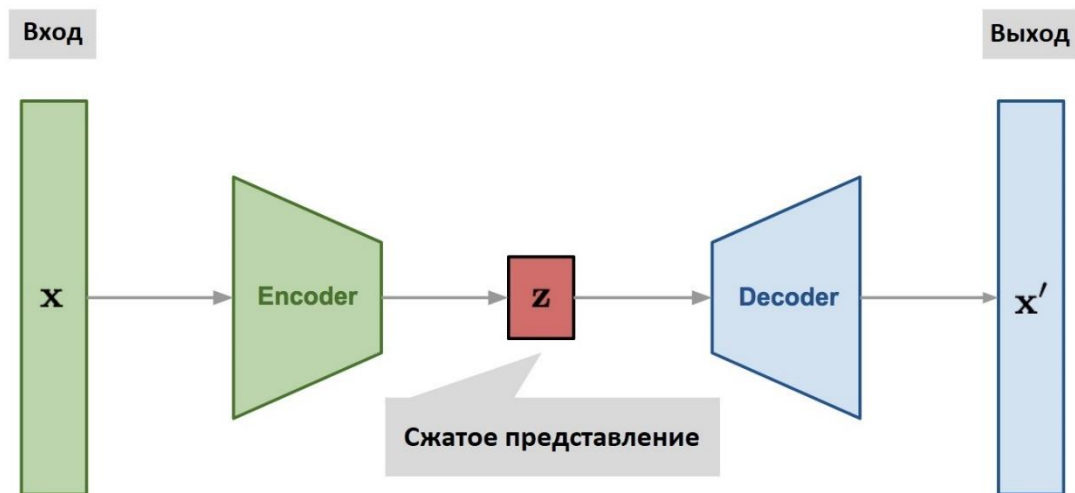 Вход
Выход
x
Encoder
z
Decoder
x′
Сжатое представление